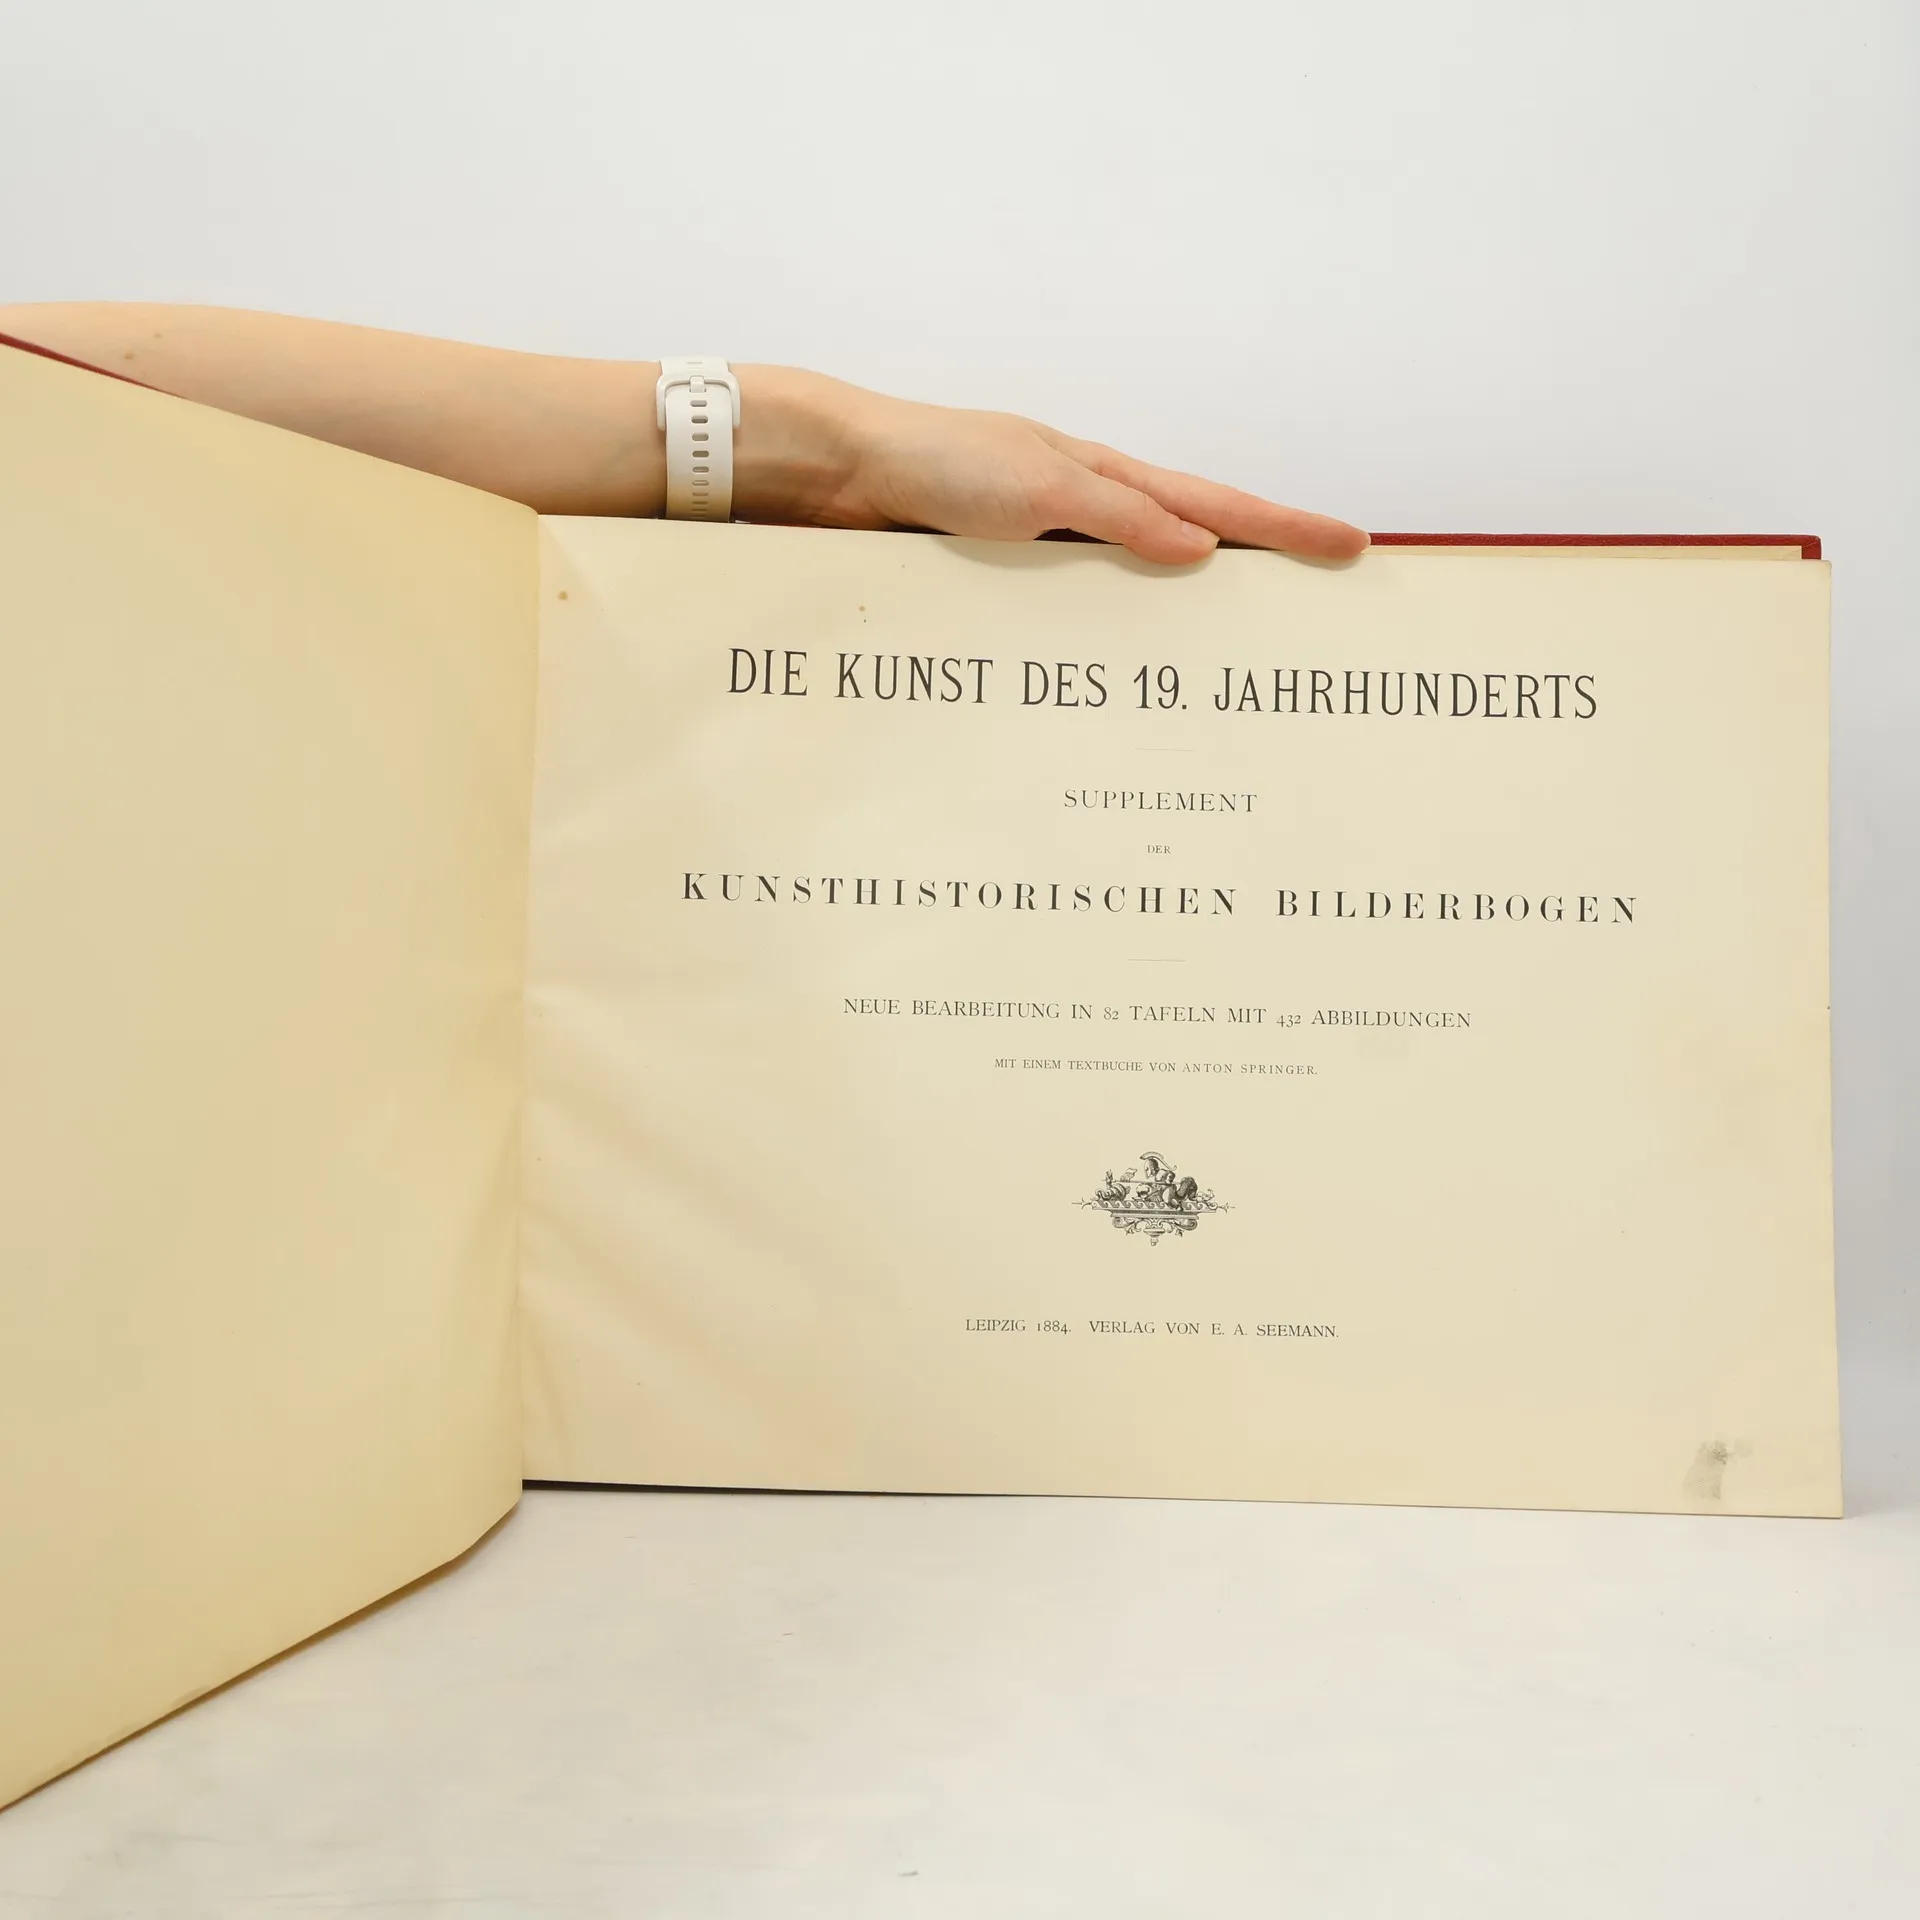 DIE KUNST DES 19. JAHRHUNDERTS
SUPPLEMENT
DER
KUNSTHISTORISCHEN BILDERBOGEN
NEUE BEARBEITUNG IN 82 TAFELN MIT 432 ABBILDUNGEN
MIT EINEM TEXTBUCHE VON ANTON SPRINGER.
LEIPZIG 1884. VERLAG VON E. A. SEEMANN.